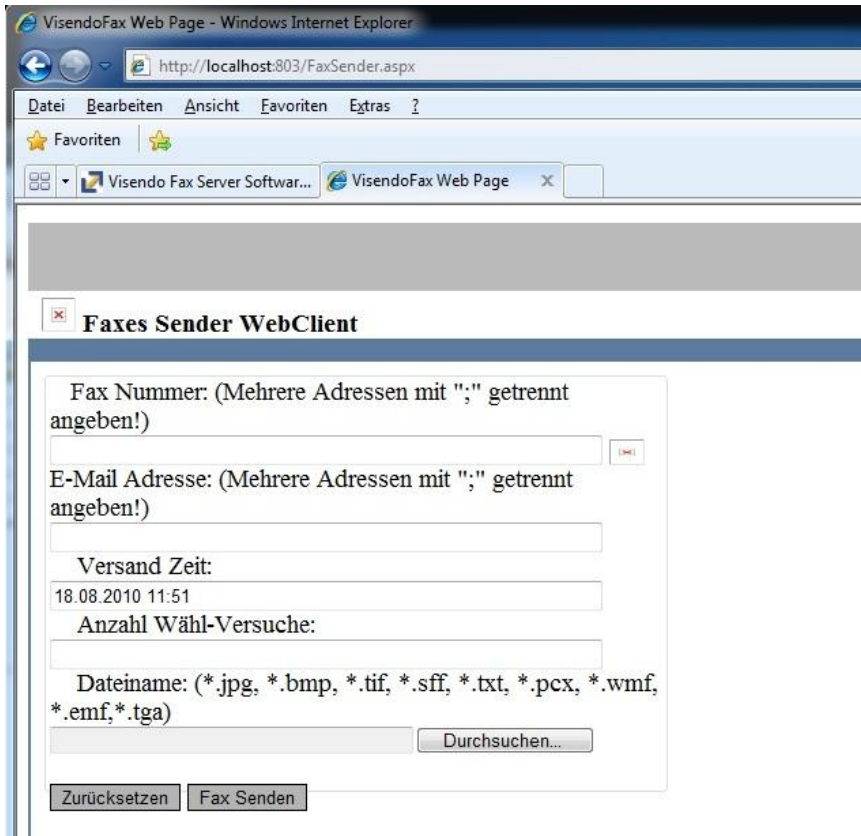 VisendoFax Web Page - Windows Internet Explorer
http://localhost:803/FaxSender.aspx
Datei Bearbeiten Ansicht Favoriten Extras ?
Favoriten
Visendo Fax Server Softwar... VisendoFax Web Page X
Faxes Sender WebClient
Fax Nummer: (Mehrere Adressen mit ";" getrennt
angeben!)
E-Mail Adresse: (Mehrere Adressen mit ";" getrennt
angeben!)
Versand Zeit:
18.08.2010 11:51
Anzahl Wähl-Versuche:
Dateiname: (*.jpg, *.bmp, *.tif, *.sff, *.txt, *.pcx, *.wmf,
*.emf,*.tga)
Durchsuchen...
Zurücksetzen Fax Senden